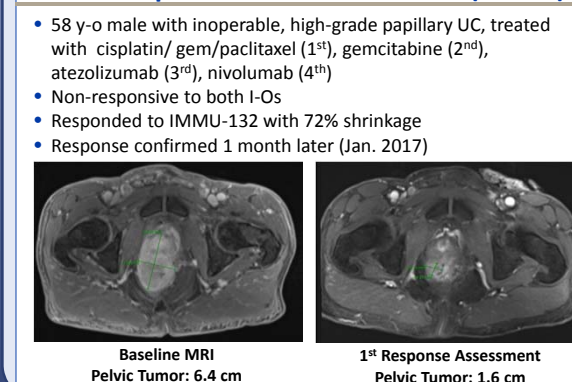 • 58 y-o male with inoperable, high-grade papillary UC, treated
with cisplatin/ gem/paclitaxel (1st), gemcitabine (2nd),
atezolizumab (3rd), nivolumab (4th)
• Non-responsive to both I-Os
• Responded to IMMU-132 with 72% shrinkage
• Response confirmed 1 month later (Jan. 2017)
Baseline MRI
Pelvic Tumor: 6.4 cm
1st Response Assessment
Pelvic Tumor: 1.6 cm